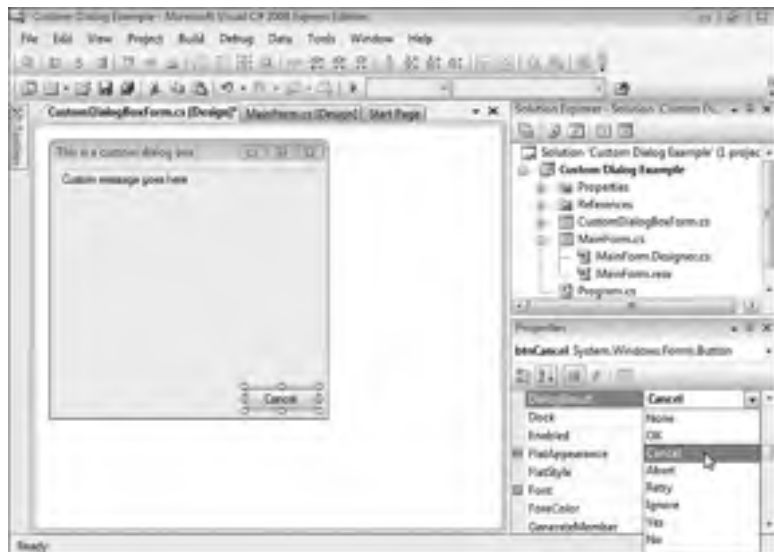 Custom Dialog Example - Microsoft Visual C# 2008 Express Edition
File Edit View Project Build Debug Data Tools Window Help
CustomDialogBoxForm.cs [Design]* MainForm.cs [Design] Start Page
This is a custom dialog box
Custom message goes here
Cancel
Solution Explorer - Solution 'Custom Di...
Solution 'Custom Dialog Example' (1 projec
Custom Dialog Example
Properties
References
CustomDialogBoxForm.cs
MainForm.cs
MainForm.Designer.cs
MainForm.resx
Program.cs
Properties
btnCancel System.Windows.Forms.Button
DialogResult Cancel
Dock None
Enabled OK
FlatAppearance Cancel
FlatStyle Abort
Font Retry
ForeColor Ignore
GenerateMember Yes
No
Ready